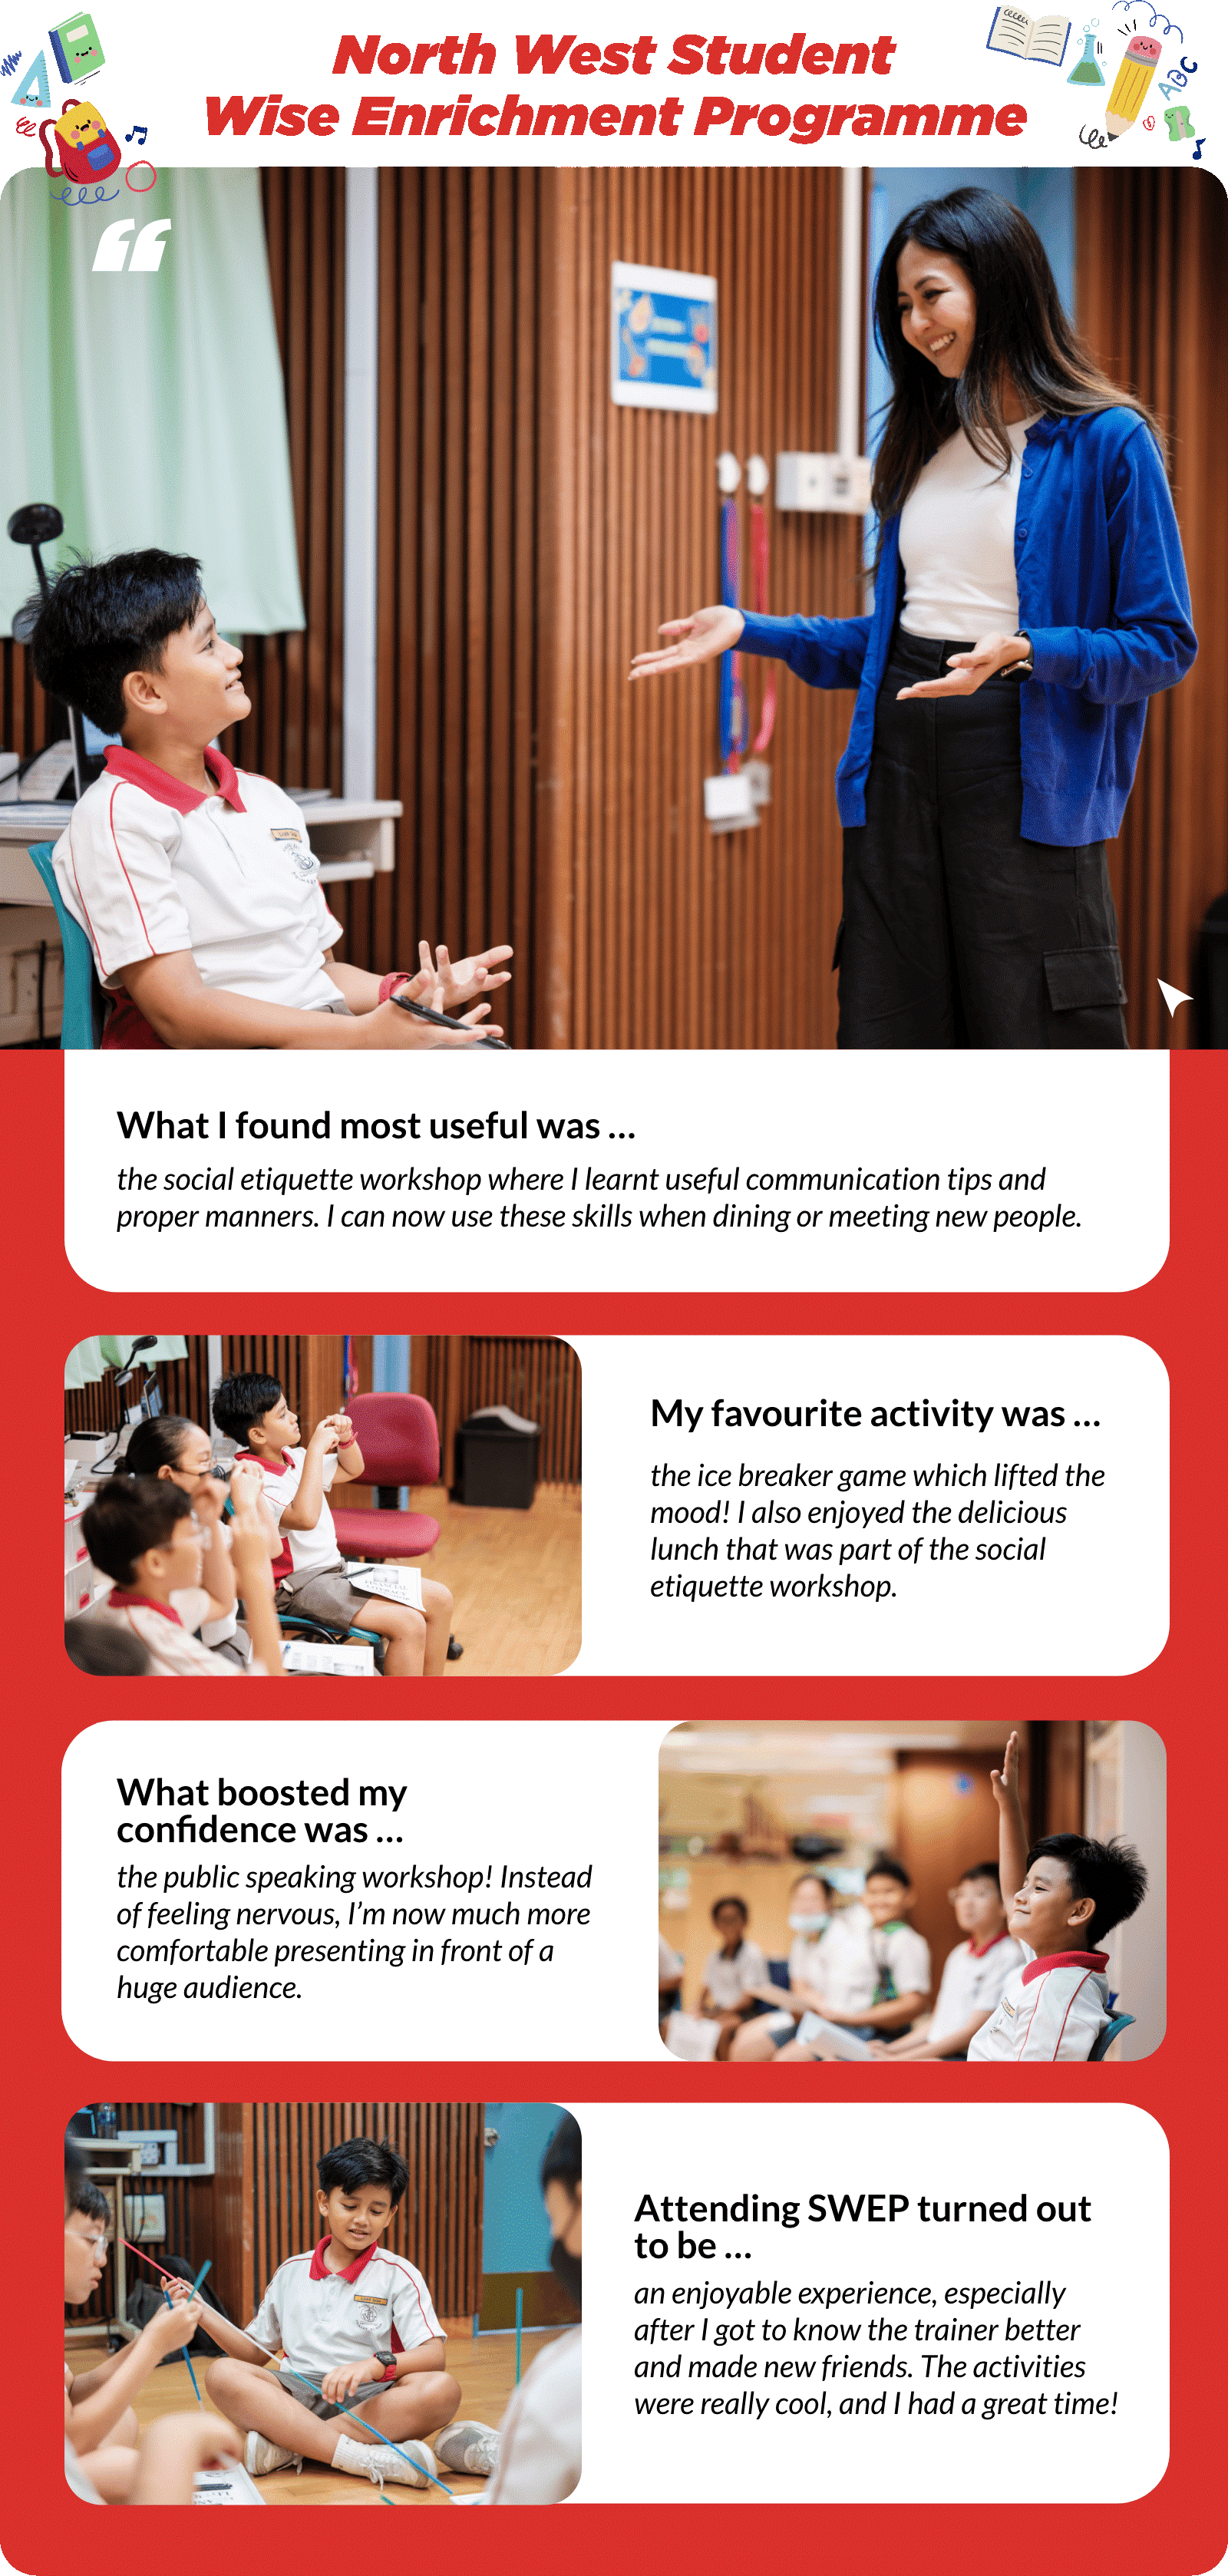 North West Student
Wise Enrichment Programme
ABC
“
What I found most useful was ...
the social etiquette workshop where I learnt useful communication tips and
proper manners. I can now use these skills when dining or meeting new people.
My favourite activity was ...
the ice breaker game which lifted the
mood! I also enjoyed the delicious
lunch that was part of the social
etiquette workshop.
What boosted my
confidence was ...
the public speaking workshop! Instead
of feeling nervous, I’m now much more
comfortable presenting in front of a
huge audience.
Attending SWEP turned out
to be ...
an enjoyable experience, especially
after I got to know the trainer better
and made new friends. The activities
were really cool, and I had a great time!